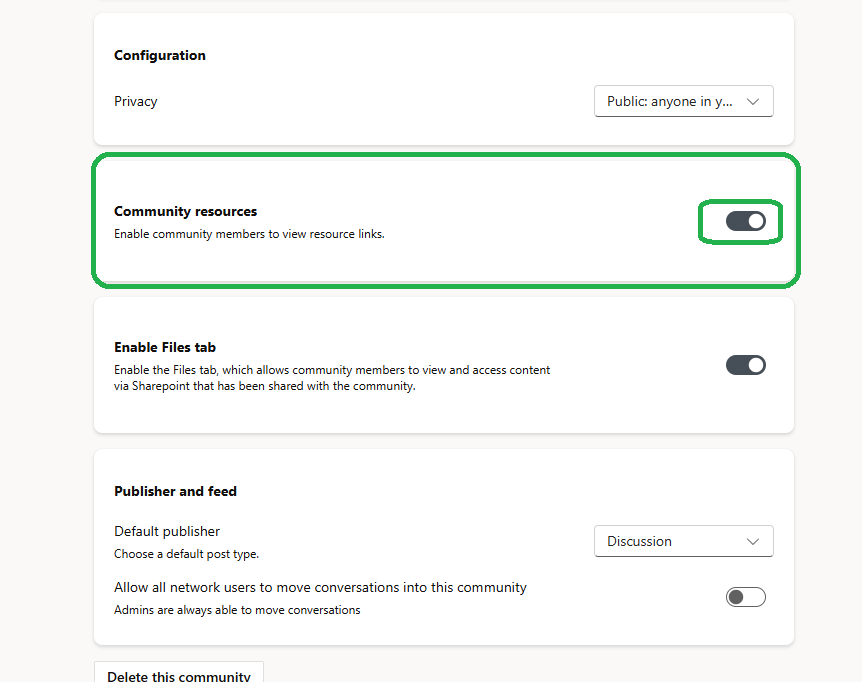 Configuration
Privacy
Public: anyone in y...
Community resources
Enable community members to view resource links.
Enable Files tab
Enable the Files tab, which allows community members to view and access content
via Sharepoint that has been shared with the community.
Publisher and feed
Default publisher
Choose a default post type.
Discussion
Allow all network users to move conversations into this community
Admins are always able to move conversations
Delete this community